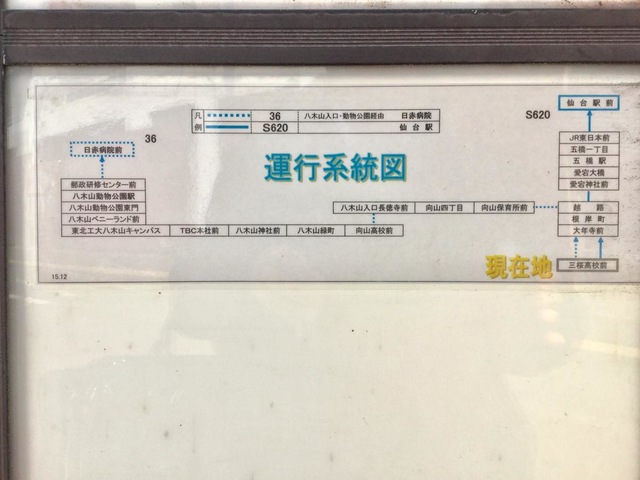 凡例 36 八木山入口・動物公園経由 日赤病院
S620 仙台駅
運行系統図
36
日赤病院前
郵政研修センター前
八木山動物公園駅
八木山動物公園東門
八木山ベニーランド前
東北工大八木山キャンパス TBC本社前 八木山神社前 八木山緑町 向山高校前
八木山入口長徳寺前 向山四丁目 向山保育所前
S620
仙台駅前
JR東日本前
五橋一丁目
五橋駅
愛宕大橋
愛宕神社前
越路
根岸町
大年寺前
現在地 三桜高校前
15.12